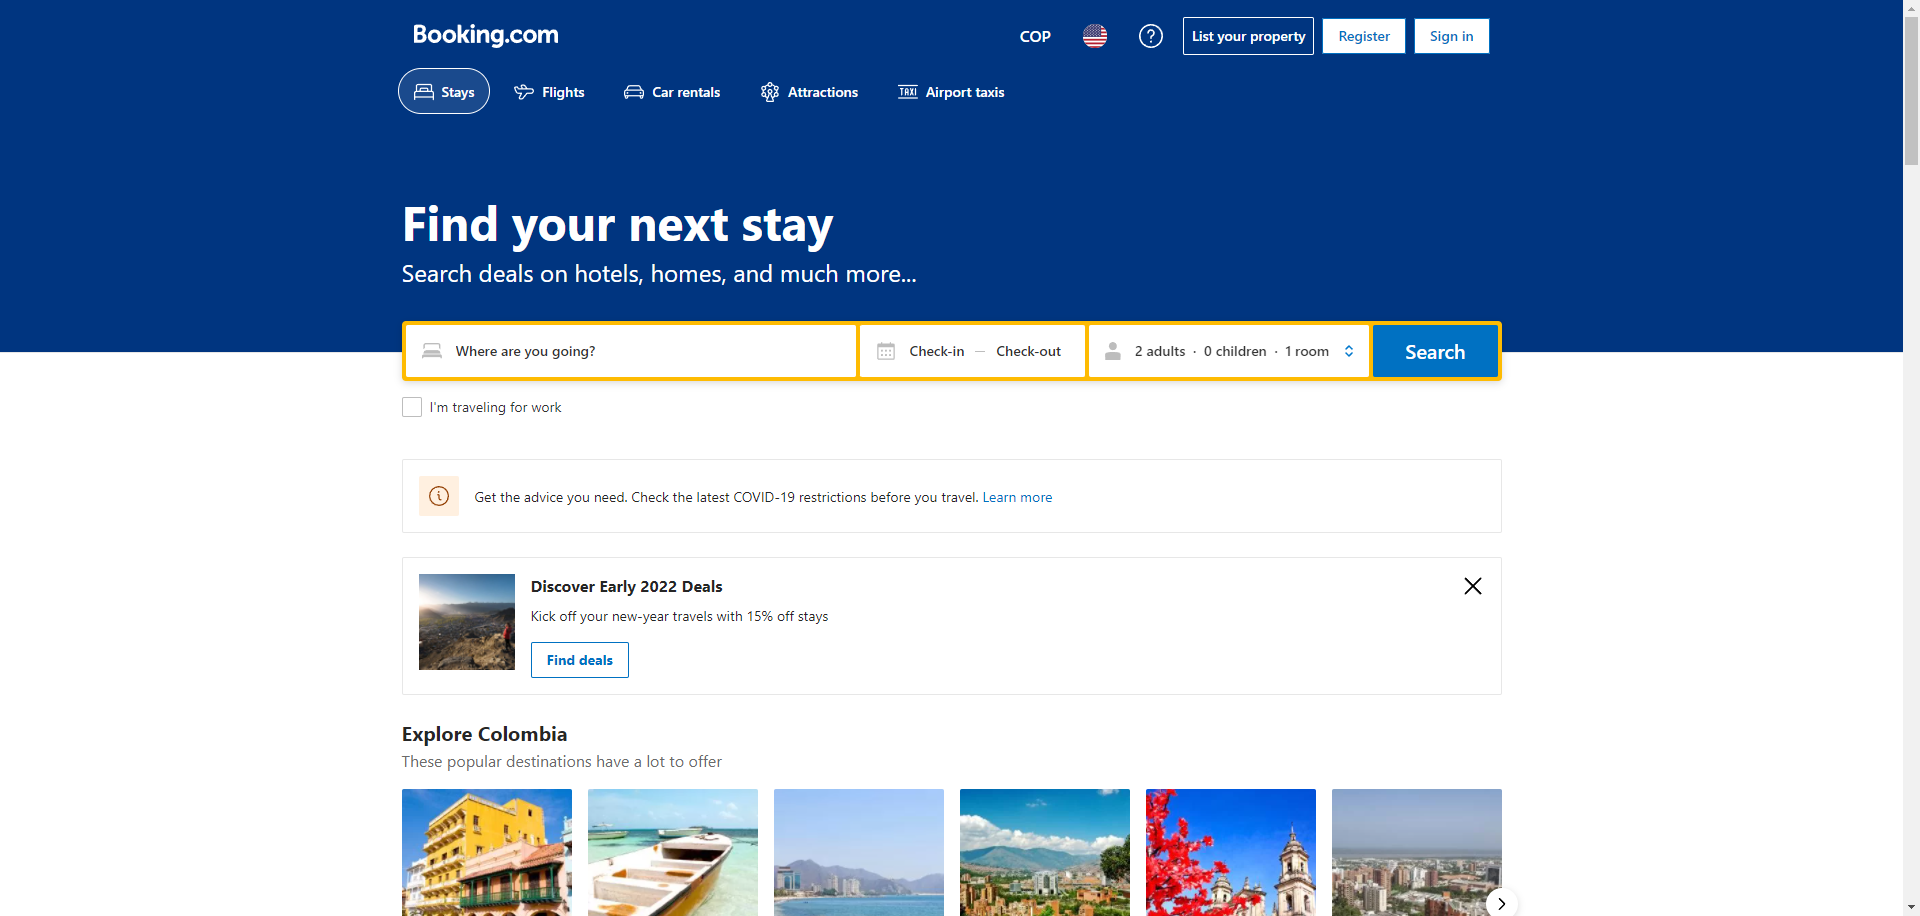 Booking.com
COP
List your property
Register
Sign in
Stays
Flights
Car rentals
Attractions
TAXI
Airport taxis
Find your next stay
Search deals on hotels, homes, and much more...
Where are you going?
Check-in — Check-out
2 adults · 0 children · 1 room
Search
I'm traveling for work
Get the advice you need. Check the latest COVID-19 restrictions before you travel. Learn more
Discover Early 2022 Deals
Kick off your new-year travels with 15% off stays
Find deals
Explore Colombia
These popular destinations have a lot to offer